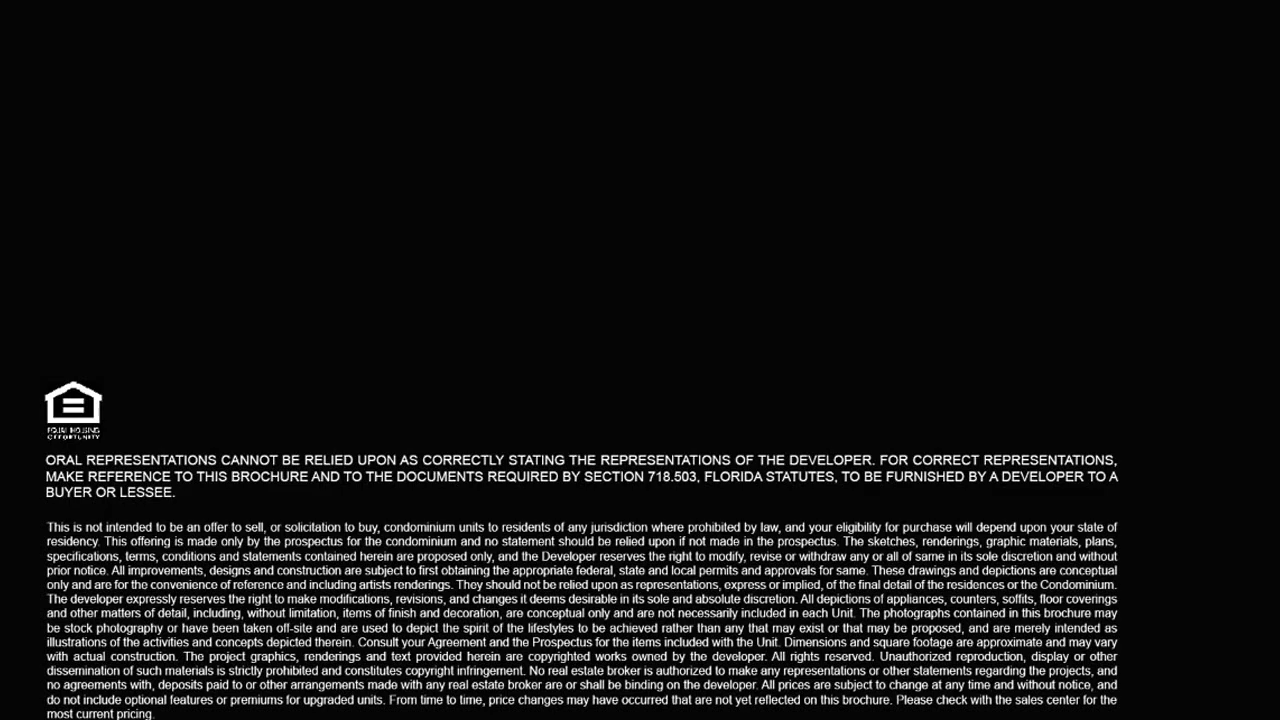 EQUAL HOUSING
OPPORTUNITY
ORAL REPRESENTATIONS CANNOT BE RELIED UPON AS CORRECTLY STATING THE REPRESENTATIONS OF THE DEVELOPER. FOR CORRECT REPRESENTATIONS,
MAKE REFERENCE TO THIS BROCHURE AND TO THE DOCUMENTS REQUIRED BY SECTION 718.503, FLORIDA STATUTES, TO BE FURNISHED BY A DEVELOPER TO A
BUYER OR LESSEE.
This is not intended to be an offer to sell, or solicitation to buy, condominium units to residents of any jurisdiction where prohibited by law, and your eligibility for purchase will depend upon your state of
residency. This offering is made only by the prospectus for the condominium and no statement should be relied upon if not made in the prospectus. The sketches, renderings, graphic materials, plans,
specifications, terms, conditions and statements contained herein are proposed only, and the Developer reserves the right to modify, revise or withdraw any or all of same in its sole discretion and without
prior notice. All improvements, designs and construction are subject to first obtaining the appropriate federal, state and local permits and approvals for same. These drawings and depictions are conceptual
only and are for the convenience of reference and including artists renderings. They should not be relied upon as representations, express or implied, of the final detail of the residences or the Condominium.
The developer expressly reserves the right to make modifications, revisions, and changes it deems desirable in its sole and absolute discretion. All depictions of appliances, counters, soffits, floor coverings
and other matters of detail, including, without limitation, items of finish and decoration, are conceptual only and are not necessarily included in each Unit. The photographs contained in this brochure may
be stock photography or have been taken off-site and are used to depict the spirit of the lifestyles to be achieved rather than any that may exist or that may be proposed, and are merely intended as
illustrations of the activities and concepts depicted therein. Consult your Agreement and the Prospectus for the items included with the Unit. Dimensions and square footage are approximate and may vary
with actual construction. The project graphics, renderings and text provided herein are copyrighted works owned by the developer. All rights reserved. Unauthorized reproduction, display or other
dissemination of such materials is strictly prohibited and constitutes copyright infringement. No real estate broker is authorized to make any representations or other statements regarding the projects, and
no agreements with, deposits paid to or other arrangements made with any real estate broker are or shall be binding on the developer. All prices are subject to change at any time and without notice, and
do not include optional features or premiums for upgraded units. From time to time, price changes may have occurred that are not yet reflected on this brochure. Please check with the sales center for the
most current pricing.